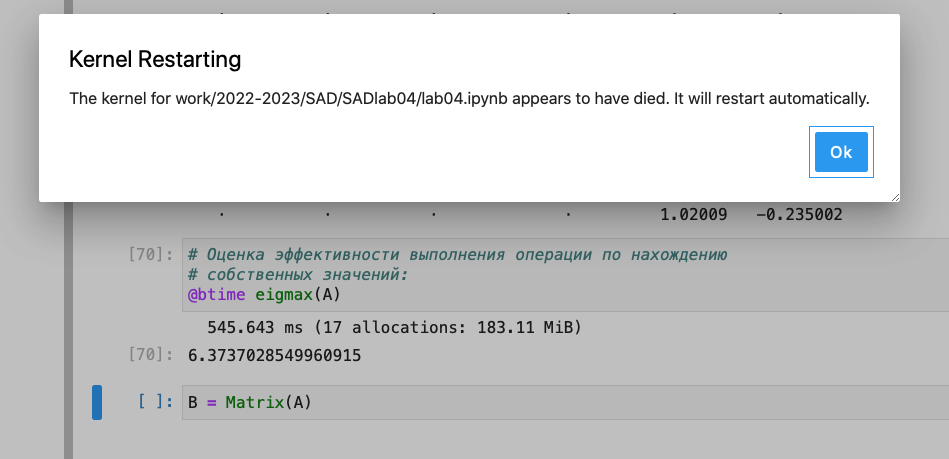 Kernel Restarting
The kernel for work/2022-2023/SAD/SADlab04/lab04.ipynb appears to have died. It will restart automatically.
Ok
. . . . 1.02009 -0.235002
[70]: # Оценка эффективности выполнения операции по нахождению
# собственных значений:
@btime eigmax(A)
545.643 ms (17 allocations: 183.11 MiB)
[70]: 6.3737028549960915
[ ]: B = Matrix(A)